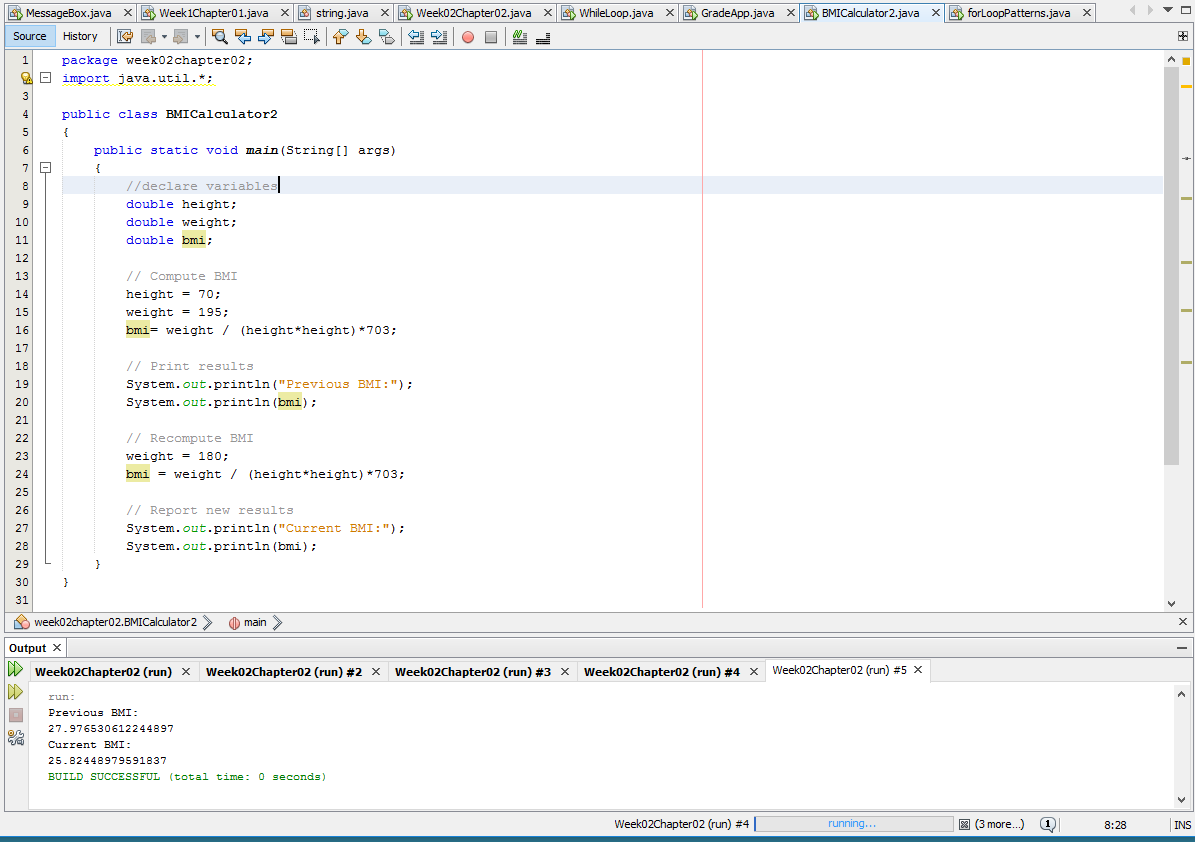 MessageBox.java Week1Chapter01.java string.java Week02Chapter02.java WhileLoop.java GradeApp.java BMICalculator2.java forLoopPatterns.java
Source History
1 package week02chapter02;
import java.util.*;
3
4 public class BMICalculator2
5 {
6 public static void main(String[] args)
7 {
8 //declare variables
9 double height;
10 double weight;
11 double bmi;
12
13 // Compute BMI
14 height = 70;
15 weight = 195;
16 bmi= weight / (height*height)*703;
17
18 // Print results
19 System.out.println("Previous BMI:");
20 System.out.println(bmi);
21
22 // Recompute BMI
23 weight = 180;
24 bmi = weight / (height*height)*703;
25
26 // Report new results
27 System.out.println("Current BMI:");
28 System.out.println(bmi);
29 }
30 }
31
week02chapter02.BMICalculator2 main
Output
Week02Chapter02 (run) Week02Chapter02 (run) #2 Week02Chapter02 (run) #3 Week02Chapter02 (run) #4 Week02Chapter02 (run) #5
run:
Previous BMI:
27.976530612244897
Current BMI:
25.82448979591837
BUILD SUCCESSFUL (total time: 0 seconds)
Week02Chapter02 (run) #4 running... (3 more...) 1 8:28 INS